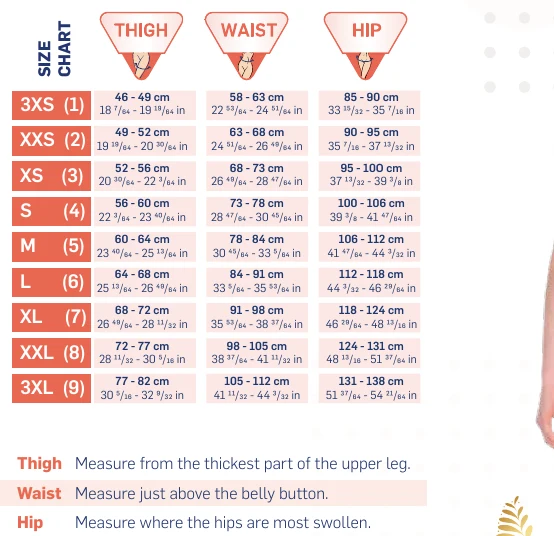 SIZE CHART
THIGH WAIST HIP
3XS (1) 46 - 49 cm 58 - 63 cm 85 - 90 cm
18 7/64 - 19 19/64 in 22 53/64 - 24 51/64 in 33 15/32 - 35 7/16 in
XXS (2) 49 - 52 cm 63 - 68 cm 90 - 95 cm
19 19/64 - 20 30/64 in 24 51/64 - 26 49/64 in 35 7/16 - 37 13/32 in
XS (3) 52 - 56 cm 68 - 73 cm 95 - 100 cm
20 30/64 - 22 3/64 in 26 49/64 - 28 47/64 in 37 13/32 - 39 3/8 in
S (4) 56 - 60 cm 73 - 78 cm 100 - 106 cm
22 3/64 - 23 40/64 in 28 47/64 - 30 45/64 in 39 3/8 - 41 47/64 in
M (5) 60 - 64 cm 78 - 84 cm 106 - 112 cm
23 40/64 - 25 13/64 in 30 45/64 - 33 5/64 in 41 47/64 - 44 3/32 in
L (6) 64 - 68 cm 84 - 91 cm 112 - 118 cm
25 13/64 - 26 49/64 in 33 5/64 - 35 53/64 in 44 3/32 - 46 29/64 in
XL (7) 68 - 72 cm 91 - 98 cm 118 - 124 cm
26 49/64 - 28 11/32 in 35 53/64 - 38 37/64 in 46 29/64 - 48 13/16 in
XXL (8) 72 - 77 cm 98 - 105 cm 124 - 131 cm
28 11/32 - 30 5/16 in 38 37/64 - 41 11/32 in 48 13/16 - 51 37/64 in
3XL (9) 77 - 82 cm 105 - 112 cm 131 - 138 cm
30 5/16 - 32 9/32 in 41 11/32 - 44 3/32 in 51 37/64 - 54 21/64 in
Thigh Measure from the thickest part of the upper leg.
Waist Measure just above the belly button.
Hip Measure where the hips are most swollen.